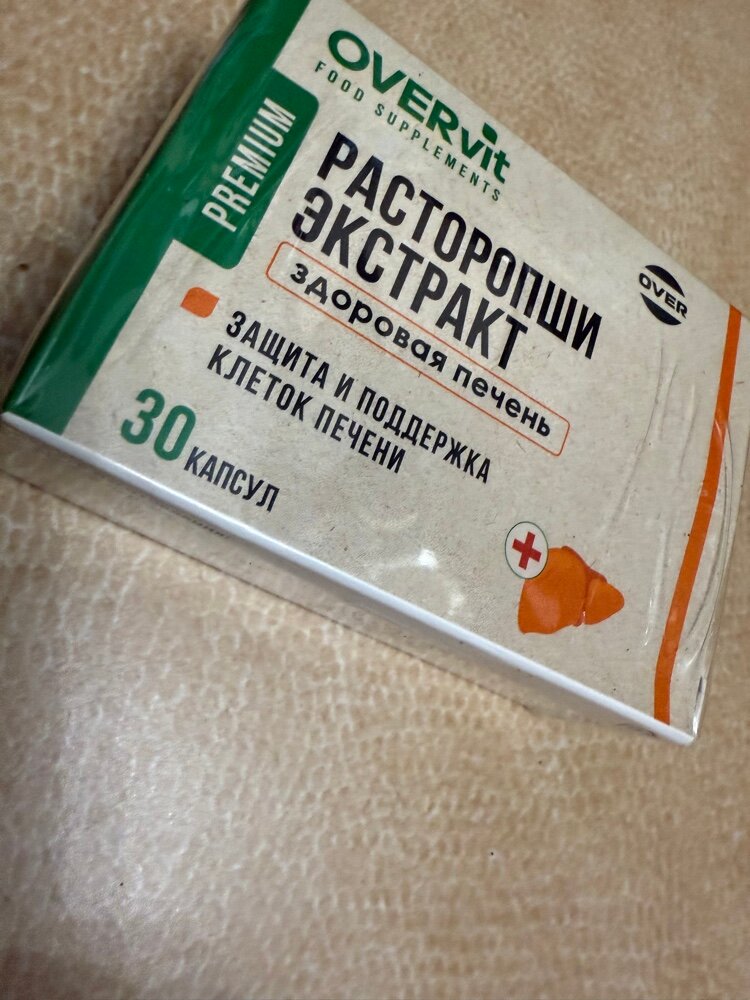 OVERvit
FOOD SUPPLEMENTS
PREMIUM
РАСТОРОПШИ
ЭКСТРАКТ
здоровая печень
OVER
ЗАЩИТА И ПОДДЕРЖКА
КЛЕТОК ПЕЧЕНИ
30 КАПСУЛ